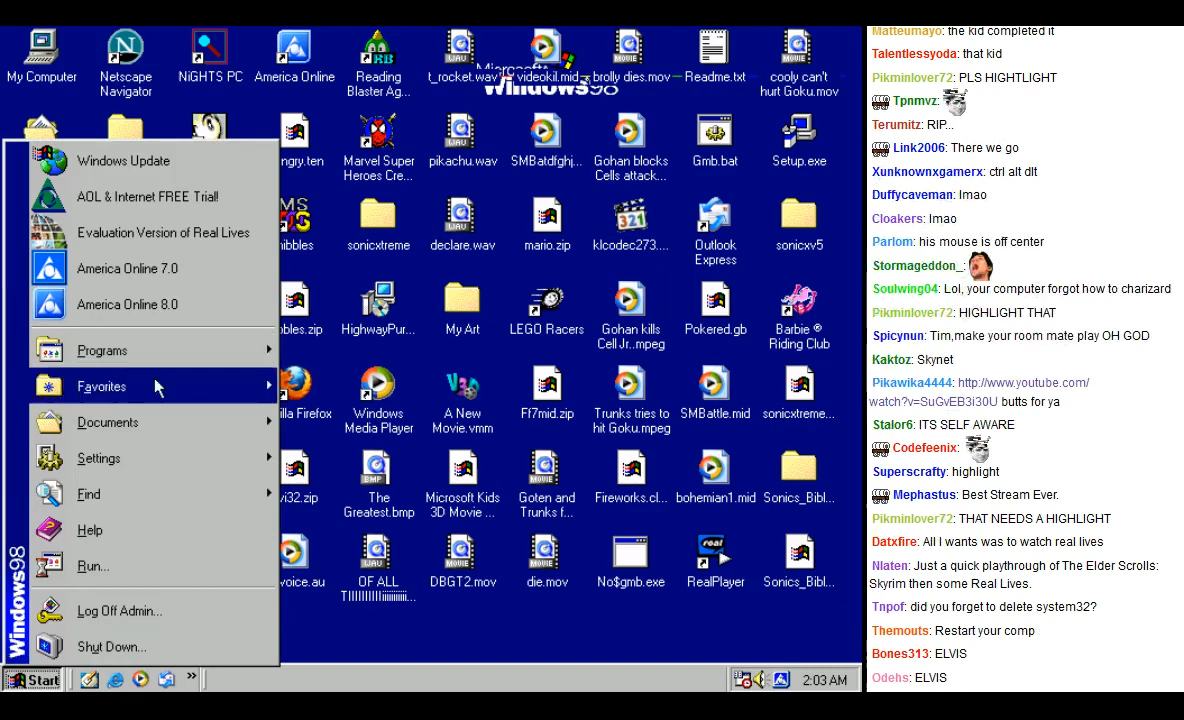 My Computer
Netscape
Navigator
NiGHTS PC
America Online
Reading
Blaster Ag...
t_rocket.wav
videokil.mid
brolly dies.mov
Readme.txt
cooly can't
hurt Goku.mov
Microsoft
Windows98
ngry.ten
Marvel Super
Heroes Cre...
pikachu.wav
SMBatdfghj...
Gohan blocks
Cells attack...
Gmb.bat
Setup.exe
nibbles
sonicxtreme
declare.wav
mario.zip
klcodec273....
Outlook
Express
sonicxv5
bles.zip
HighwayPur...
My Art
LEGO Racers
Gohan kills
Cell Jr..mpeg
Pokered.gb
Barbie ®
Riding Club
illa Firefox
Windows
Media Player
A New
Movie.vmm
Ff7mid.zip
Trunks tries to
hit Goku.mpeg
SMBattle.mid
sonicxtreme...
vi32.zip
The
Greatest.bmp
Microsoft Kids
3D Movie ...
Goten and
Trunks f...
Fireworks.cl...
bohemian1.mid
Sonics_Bibl...
voice.au
OF ALL
DBGT2.mov
die.mov
No$gmb.exe
RealPlayer
Sonics_Bibl...
Windows Update
AOL & Internet FREE Trial!
Evaluation Version of Real Lives
America Online 7.0
America Online 8.0
Programs
Favorites
Documents
Settings
Find
Help
Run...
Log Off Admin...
Shut Down...
Windows98
Start
2:03 AM
Matteumayo: the kid completed it
Talentlessyoda: that kid
Pikminlover72: PLS HIGHTLIGHT
Tpnmvz:
Terumitz: RIP...
Link2006: There we go
Xunknownxgamerx: ctrl alt dlt
Duffycaveman: lmao
Cloakers: lmao
Parlom: his mouse is off center
Stormageddon_:
Soulwing04: Lol, your computer forgot how to charizard
Pikminlover72: HIGHLIGHT THAT
Spicynun: Tim,make your room mate play OH GOD
Kaktoz: Skynet
Pikawika4444: http://www.youtube.com/
watch?v=SuGvEB3i30U butts for ya
Stalor6: ITS SELF AWARE
Codefeenix:
Superscrafty: highlight
Mephastus: Best Stream Ever.
Pikminlover72: THAT NEEDS A HIGHLIGHT
Datxfire: All I wants was to watch real lives
Nlaten: Just a quick playthrough of The Elder Scrolls:
Skyrim then some Real Lives.
Tnpof: did you forget to delete system32?
Themouts: Restart your comp
Bones313: ELVIS
Odehs: ELVIS